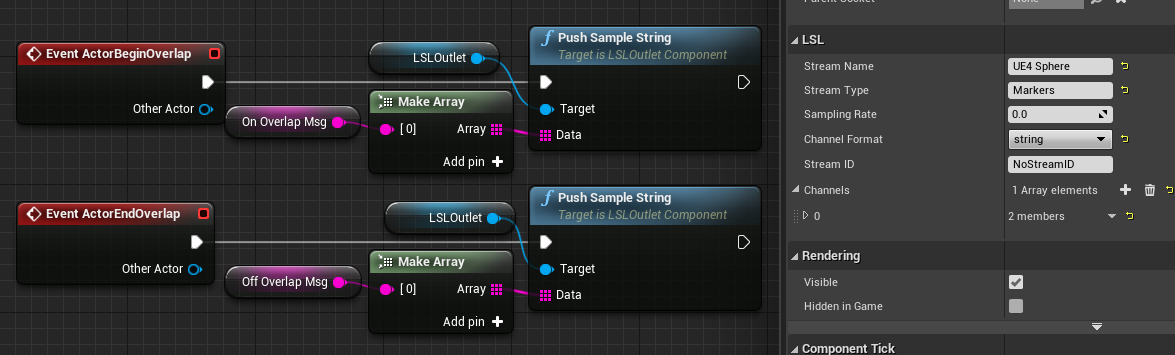 Event ActorBeginOverlap
Other Actor
On Overlap Msg
LSLOutlet
Make Array
[ 0]
Array
Add pin
Push Sample String
Target is LSLOutlet Component
Target
Data
Event ActorEndOverlap
Other Actor
Off Overlap Msg
LSLOutlet
Make Array
[ 0]
Array
Add pin
Push Sample String
Target is LSLOutlet Component
Target
Data
LSL
Stream Name UE4 Sphere
Stream Type Markers
Sampling Rate 0.0
Channel Format string
Stream ID NoStreamID
Channels 1 Array elements
0 2 members
Rendering
Visible
Hidden in Game
Component Tick